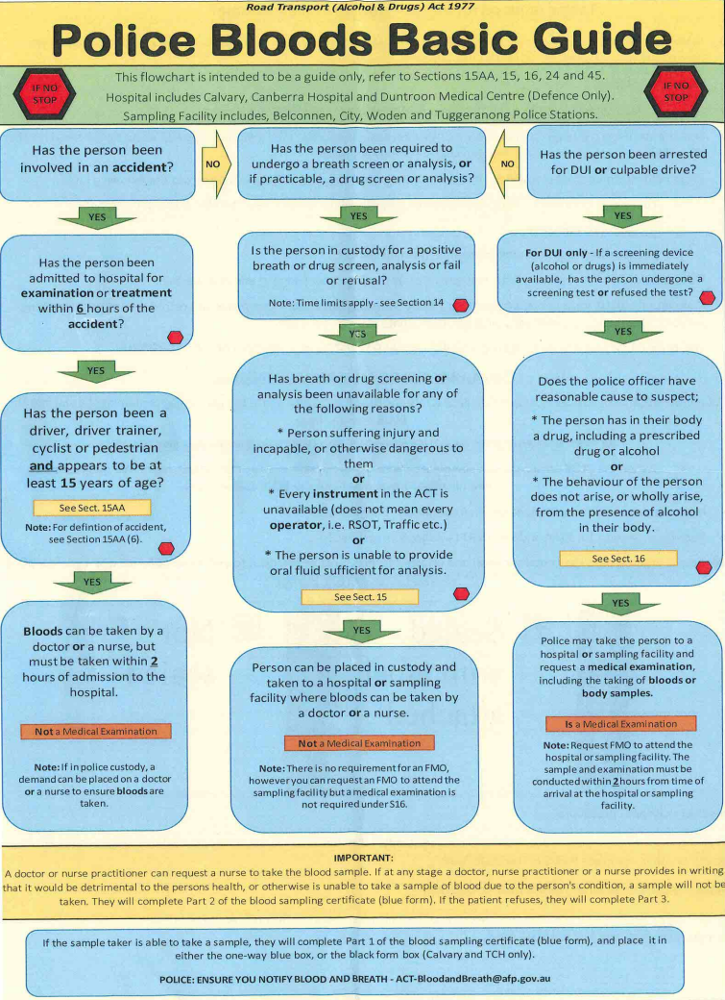 Road Transport (Alcohol & Drugs) Act 1977
Police Bloods Basic Guide
IF NO
STOP
This flowchart is intended to be a guide only, refer to Sections 15AA, 15, 16, 24 and 45.
Hospital includes Calvary, Canberra Hospital and Duntroon Medical Centre (Defence Only).
Sampling Facility includes, Belconnen, City, Woden and Tuggeranong Police Stations.
IF NO
STOP
Has the person been
involved in an accident?
NO
Has the person been required to
undergo a breath screen or analysis, or
if practicable, a drug screen or analysis?
NO
Has the person been arrested
for DUI or culpable drive?
YES
YES
YES
Has the person been
admitted to hospital for
examination or treatment
within 6 hours of the
accident?
Is the person in custody for a positive
breath or drug screen, analysis or fail
or refusal?
Note: Time limits apply - see Section 14
For DUI only - If a screening device
(alcohol or drugs) is immediately
available, has the person undergone a
screening test or refused the test?
YES
YES
YES
Has the person been a
driver, driver trainer,
cyclist or pedestrian
and appears to be at
least 15 years of age?
See Sect. 15AA
Note: For defintion of accident,
see Section 15AA (6).
Has breath or drug screening or
analysis been unavailable for any of
the following reasons?
* Person suffering injury and
incapable, or otherwise dangerous to
them
or
* Every instrument in the ACT is
unavailable (does not mean every
operator, i.e. RSOT, Traffic etc.)
or
* The person is unable to provide
oral fluid sufficient for analysis.
See Sect. 15
Does the police officer have
reasonable cause to suspect;
* The person has in their body
a drug, including a prescribed
drug or alcohol
or
* The behaviour of the person
does not arise, or wholly arise,
from the presence of alcohol
in their body.
See Sect. 16
YES
YES
YES
Bloods can be taken by a
doctor or a nurse, but
must be taken within 2
hours of admission to the
hospital.
Not a Medical Examination
Note: If in police custody, a
demand can be placed on a doctor
or a nurse to ensure bloods are
taken.
Person can be placed in custody and
taken to a hospital or sampling
facility where bloods can be taken by
a doctor or a nurse.
Not a Medical Examination
Note: There is no requirement for an FMO,
however you can request an FMO to attend the
sampling facility but a medical examination is
not required under S16.
Police may take the person to a
hospital or sampling facility and
request a medical examination,
including the taking of bloods or
body samples.
Is a Medical Examination
Note: Request FMO to attend the
hospital or sampling facility. The
sample and examination must be
conducted within 2 hours from time of
arrival at the hospital or sampling
facility.
IMPORTANT:
A doctor or nurse practitioner can request a nurse to take the blood sample. If at any stage a doctor, nurse practitioner or a nurse provides in writing
that it would be detrimental to the persons health, or otherwise is unable to take a sample of blood due to the person's condition, a sample will not be
taken. They will complete Part 2 of the blood sampling certificate (blue form). If the patient refuses, they will complete Part 3.
If the sample taker is able to take a sample, they will complete Part 1 of the blood sampling certificate (blue form), and place it in
either the one-way blue box, or the black form box (Calvary and TCH only).
POLICE: ENSURE YOU NOTIFY BLOOD AND BREATH - ACT-BloodandBreath@afp.gov.au